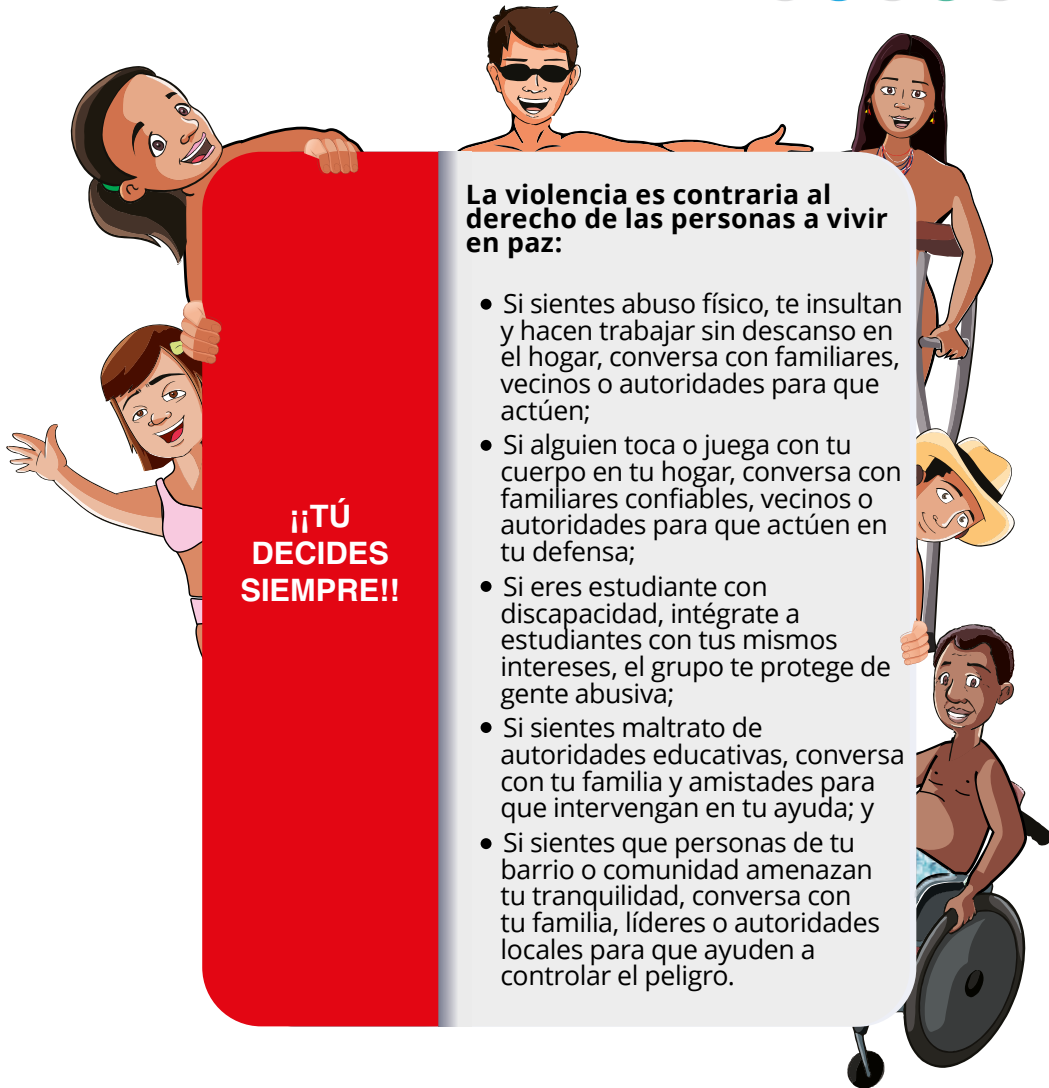 ¡¡TÚ
DECIDES
SIEMPRE!!
La violencia es contraria al
derecho de las personas a vivir
en paz:
• Si sientes abuso físico, te insultan
y hacen trabajar sin descanso en
el hogar, conversa con familiares,
vecinos o autoridades para que
actúen;
• Si alguien toca o juega con tu
cuerpo en tu hogar, conversa con
familiares confiables, vecinos o
autoridades para que actúen en
tu defensa;
• Si eres estudiante con
discapacidad, intégrate a
estudiantes con tus mismos
intereses, el grupo te protege de
gente abusiva;
• Si sientes maltrato de
autoridades educativas, conversa
con tu familia y amistades para
que intervengan en tu ayuda; y
• Si sientes que personas de tu
barrio o comunidad amenazan
tu tranquilidad, conversa con
tu familia, líderes o autoridades
locales para que ayuden a
controlar el peligro.